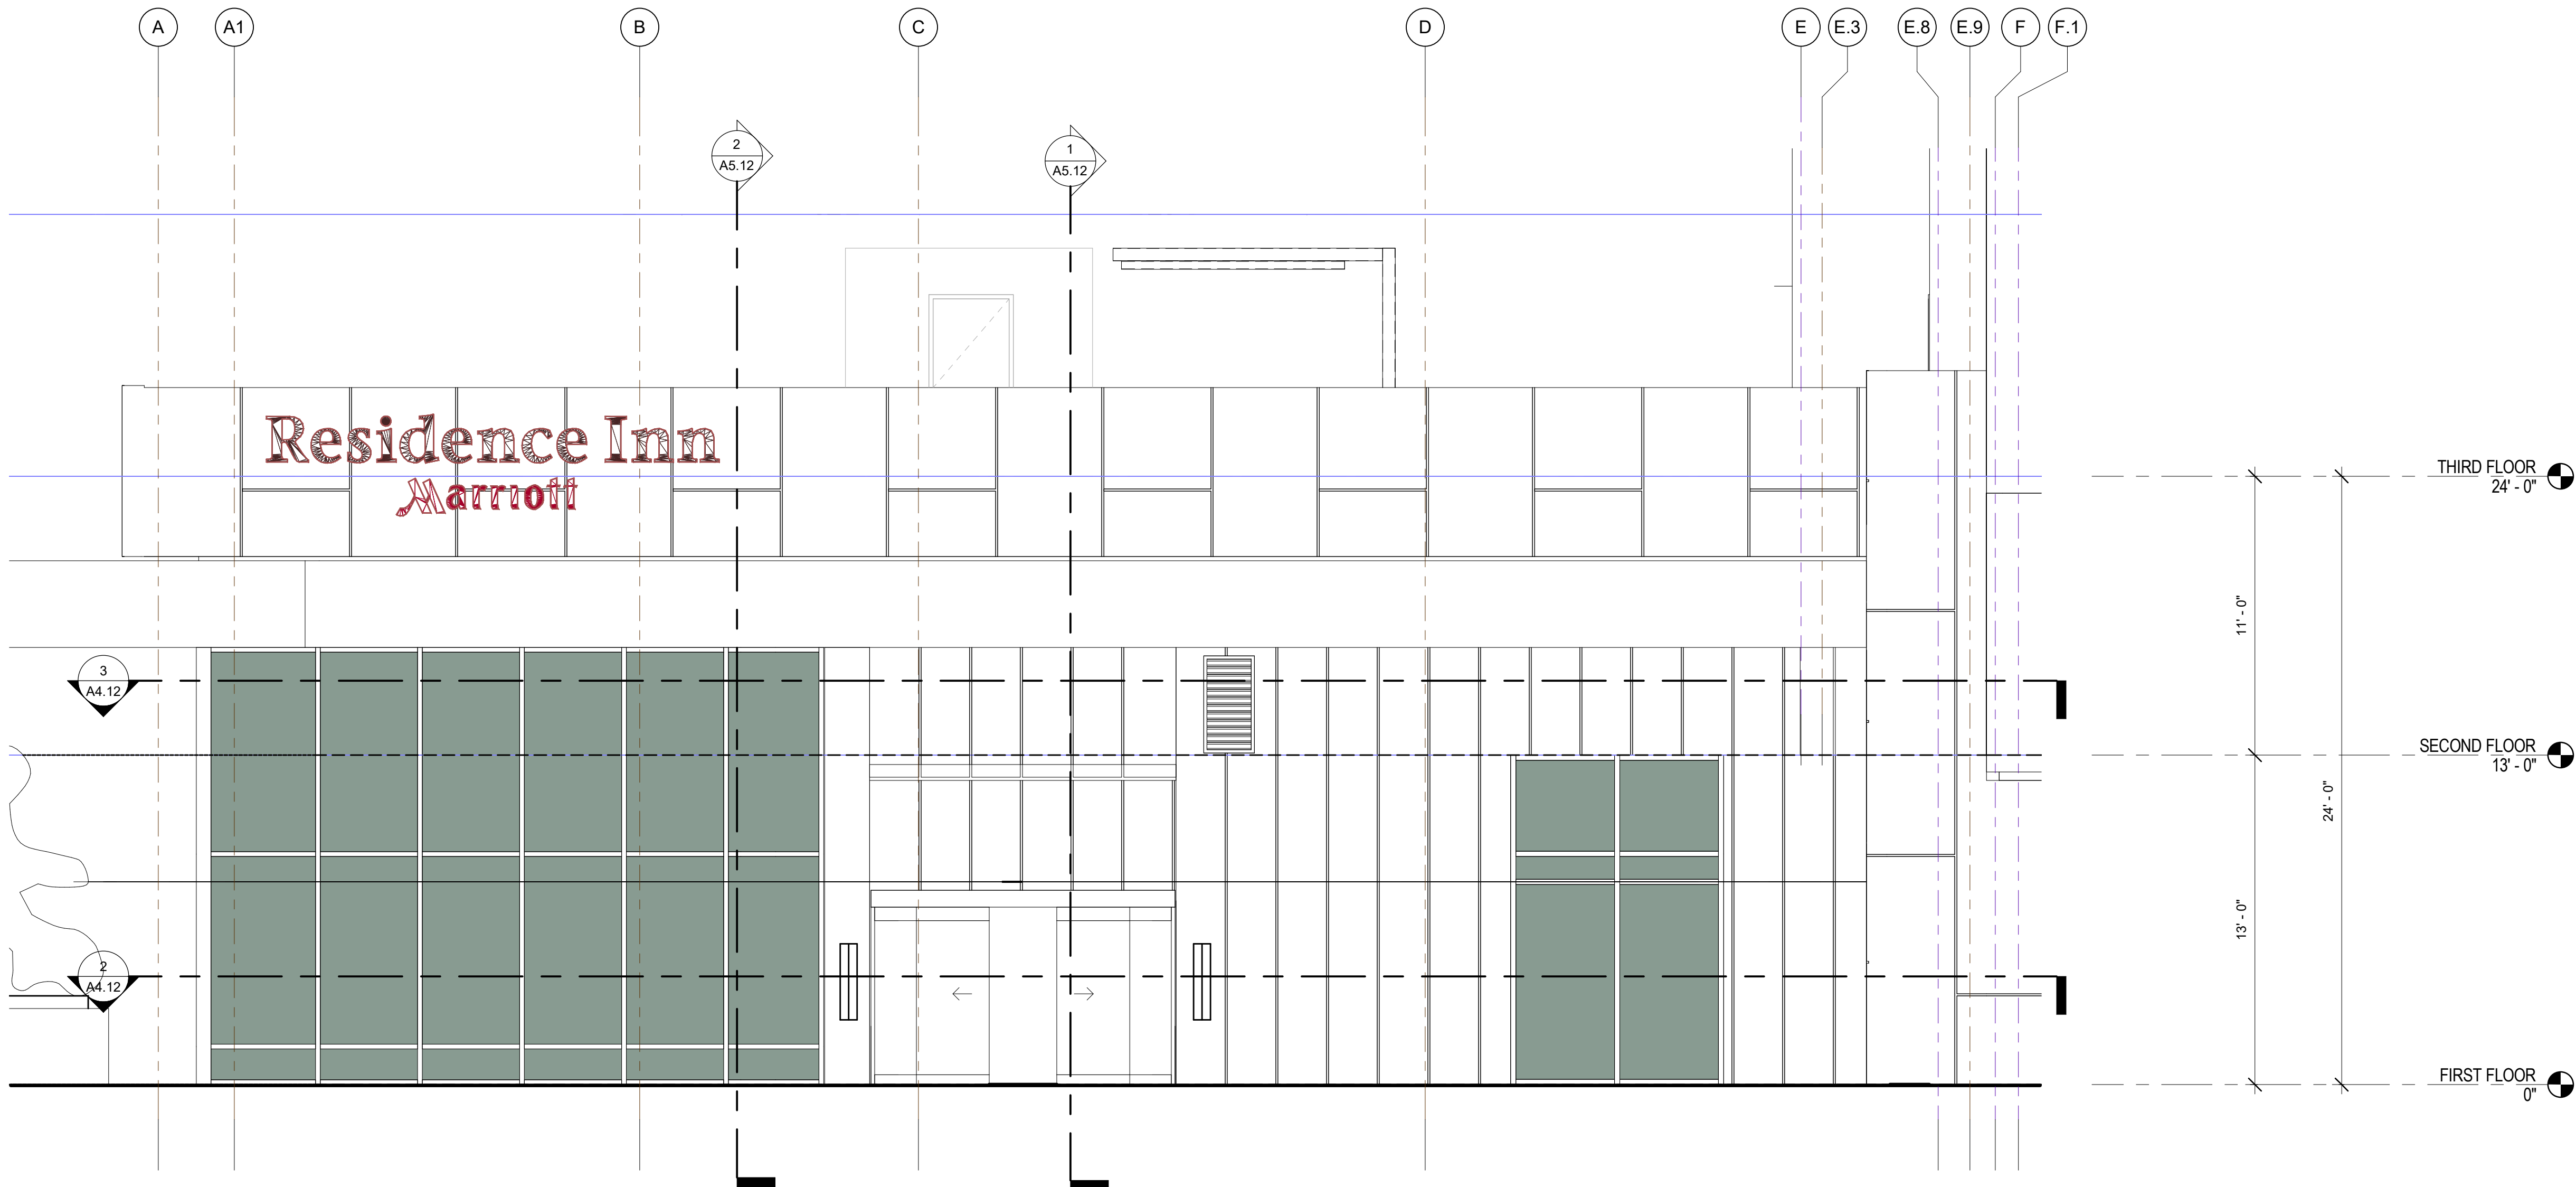 A
A1
B
C
D
E
E.3
E.8
E.9
F
F.1
2
A5.12
1
A5.12
Residence Inn
Marriott
THIRD FLOOR
24' - 0"
11' - 0"
3
A4.12
SECOND FLOOR
13' - 0"
24' - 0"
13' - 0"
2
A4.12
FIRST FLOOR
0"